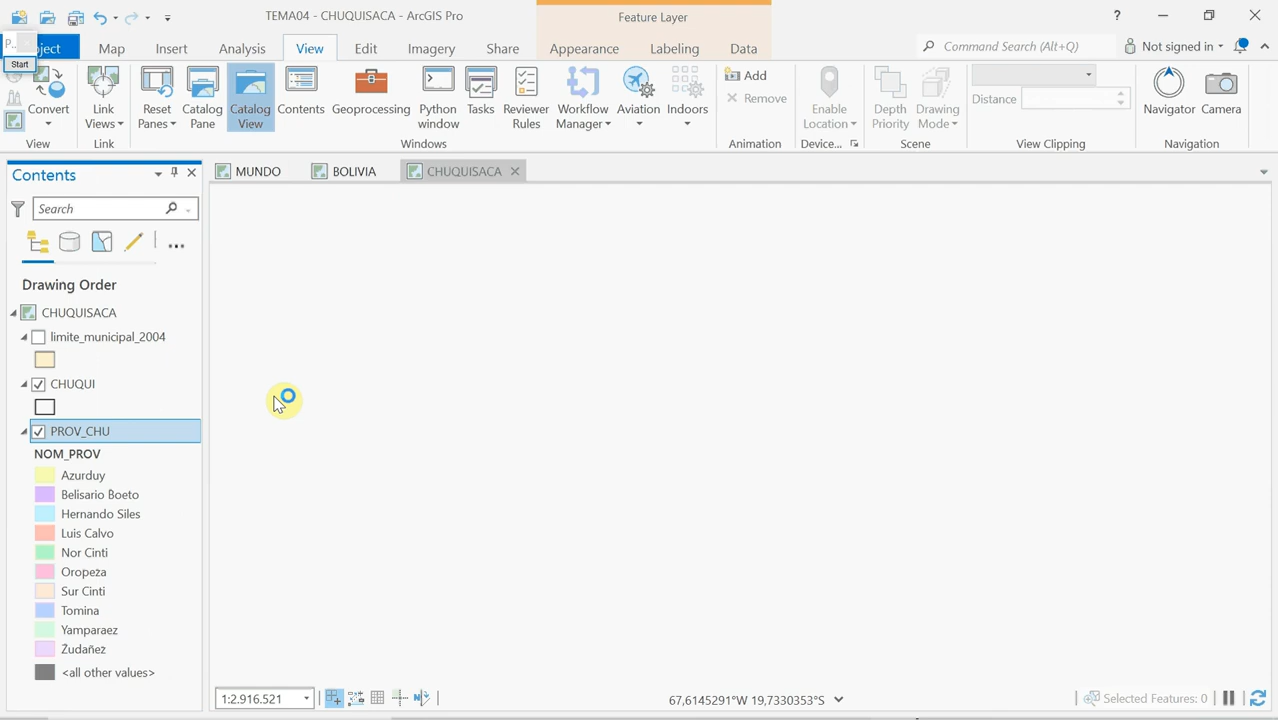 TEMA04 - CHUQUISACA - ArcGIS Pro
Feature Layer
?
P...
ject
Map
Insert
Analysis
View
Edit
Imagery
Share
Appearance
Labeling
Data
Command Search (Alt+Q)
Not signed in
Start
Convert
Link
Views
Reset
Panes
Catalog
Pane
Catalog
View
Contents
Geoprocessing
Python
window
Tasks
Reviewer
Rules
Workflow
Manager
Aviation
Indoors
Add
Remove
Enable
Location
Depth
Priority
Drawing
Mode
Distance
Navigator
Camera
View
Link
Windows
Animation
Device...
Scene
View Clipping
Navigation
Contents
MUNDO
BOLIVIA
CHUQUISACA
Search
...
Drawing Order
CHUQUISACA
limite_municipal_2004
CHUQUI
PROV_CHU
NOM_PROV
Azurduy
Belisario Boeto
Hernando Siles
Luis Calvo
Nor Cinti
Oropeza
Sur Cinti
Tomina
Yamparaez
Zudañez
<all other values>
1:2.916.521
67,6145291°W 19,7330353°S
Selected Features: 0